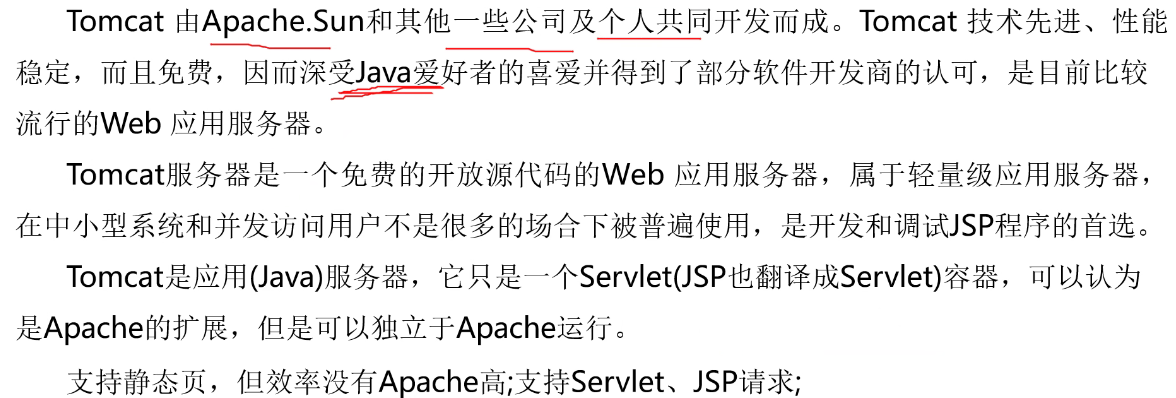 Tomcat 由Apache.Sun和其他一些公司及个人共同开发而成。Tomcat 技术先进、性能
稳定，而且免费，因而深受Java爱好者的喜爱并得到了部分软件开发商的认可，是目前比较
流行的Web 应用服务器。
Tomcat服务器是一个免费的开放源代码的Web 应用服务器，属于轻量级应用服务器，
在中小型系统和并发访问用户不是很多的场合下被普遍使用，是开发和调试JSP程序的首选。
Tomcat是应用(Java)服务器，它只是一个Servlet(JSP也翻译成Servlet)容器，可以认为
是Apache的扩展，但是可以独立于Apache运行。
支持静态页，但效率没有Apache高;支持Servlet、JSP请求;